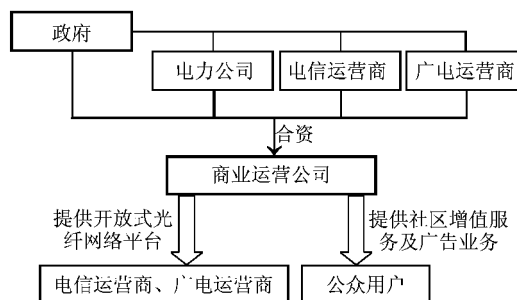 政府
电力公司
电信运营商
广电运营商
合资
商业运营公司
提供开放式光
纤网络平台
提供社区增值服
务及广告业务
电信运营商、广电运营商
公众用户